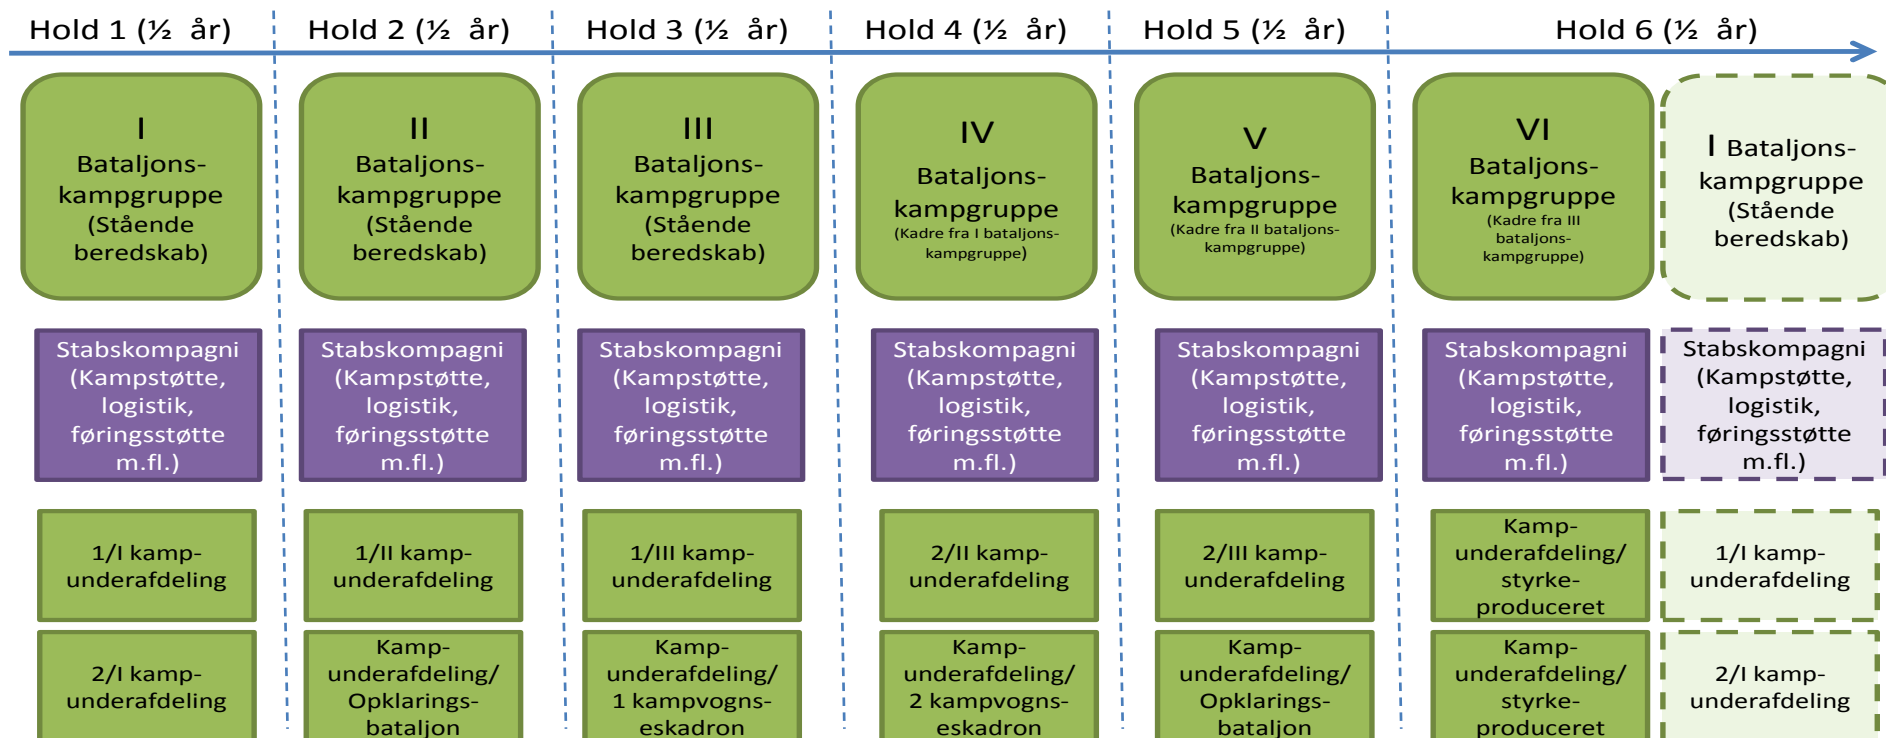 Hold 1 (½ år)
Hold 2 (½ år)
Hold 3 (½ år)
Hold 4 (½ år)
Hold 5 (½ år)
Hold 6 (½ år)
I
Bataljons-
kampgruppe
(Stående
beredskab)
II
Bataljons-
kampgruppe
(Stående
beredskab)
III
Bataljons-
kampgruppe
(Stående
beredskab)
IV
Bataljons-
kampgruppe
(Kadre fra I bataljons-
kampgruppe)
V
Bataljons-
kampgruppe
(Kadre fra II bataljons-
kampgruppe)
VI
Bataljons-
kampgruppe
(Kadre fra III
bataljons-
kampgruppe)
I Bataljons-
kampgruppe
(Stående
beredskab)
Stabskompagni
(Kampstøtte,
logistik,
føringsstøtte
m.fl.)
Stabskompagni
(Kampstøtte,
logistik,
føringsstøtte
m.fl.)
Stabskompagni
(Kampstøtte,
logistik,
føringsstøtte
m.fl.)
Stabskompagni
(Kampstøtte,
logistik,
føringsstøtte
m.fl.)
Stabskompagni
(Kampstøtte,
logistik,
føringsstøtte
m.fl.)
Stabskompagni
(Kampstøtte,
logistik,
føringsstøtte
m.fl.)
Stabskompagni
(Kampstøtte,
logistik,
føringsstøtte
m.fl.)
1/I kamp-
underafdeling
1/II kamp-
underafdeling
1/III kamp-
underafdeling
2/II kamp-
underafdeling
2/III kamp-
underafdeling
Kamp-
underafdeling/
styrke-
produceret
1/I kamp-
underafdeling
2/I kamp-
underafdeling
Kamp-
underafdeling/
Opklarings-
bataljon
Kamp-
underafdeling/
1 kampvogns-
eskadron
Kamp-
underafdeling/
2 kampvogns-
eskadron
Kamp-
underafdeling/
Opklarings-
bataljon
Kamp-
underafdeling/
styrke-
produceret
2/I kamp-
underafdeling